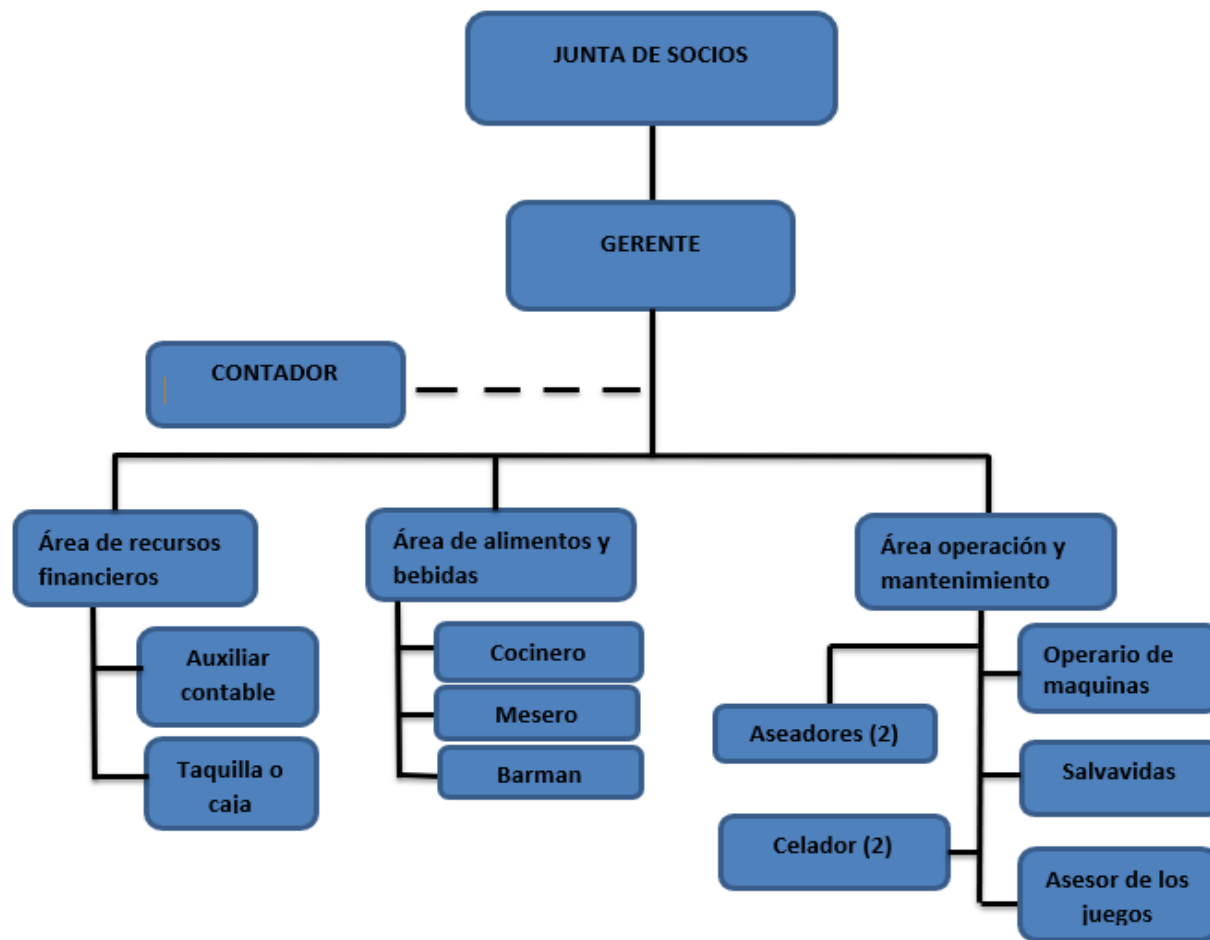 JUNTA DE SOCIOS
GERENTE
CONTADOR
Área de recursos
financieros
Auxiliar
contable
Taquilla o
caja
Área de alimentos y
bebidas
Cocinero
Mesero
Barman
Área operación y
mantenimiento
Aseadores (2)
Celador (2)
Operario de
maquinas
Salvavidas
Asesor de los
juegos